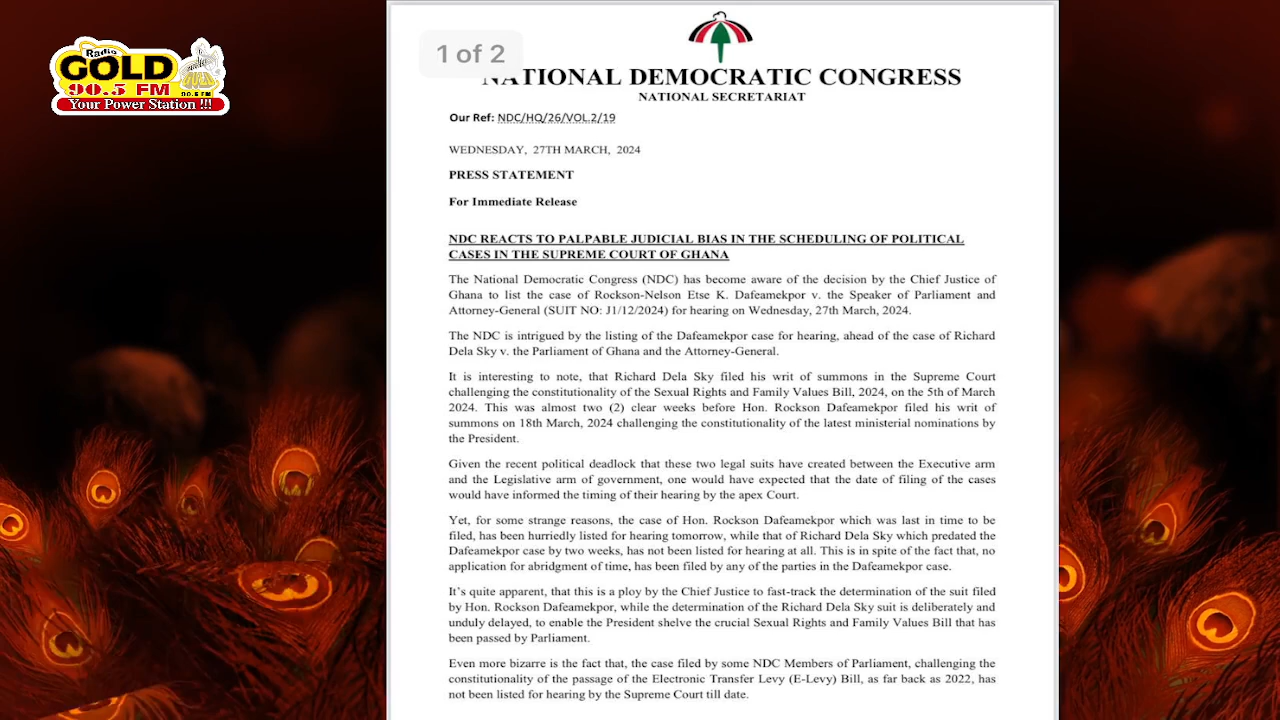 Radio
GOLD
90.5 FM
90.5 FM
Your Power Station !!!
1 of 2
NATIONAL DEMOCRATIC CONGRESS
NATIONAL SECRETARIAT
Our Ref: NDC/HQ/26/VOL.2/19
WEDNESDAY, 27TH MARCH, 2024
PRESS STATEMENT
For Immediate Release
NDC REACTS TO PALPABLE JUDICIAL BIAS IN THE SCHEDULING OF POLITICAL
CASES IN THE SUPREME COURT OF GHANA
The National Democratic Congress (NDC) has become aware of the decision by the Chief Justice of
Ghana to list the case of Rockson-Nelson Etse K. Dafeamekpor v. the Speaker of Parliament and
Attorney-General (SUIT NO: J1/12/2024) for hearing on Wednesday, 27th March, 2024.
The NDC is intrigued by the listing of the Dafeamekpor case for hearing, ahead of the case of Richard
Dela Sky v. the Parliament of Ghana and the Attorney-General.
It is interesting to note, that Richard Dela Sky filed his writ of summons in the Supreme Court
challenging the constitutionality of the Sexual Rights and Family Values Bill, 2024, on the 5th of March
2024. This was almost two (2) clear weeks before Hon. Rockson Dafeamekpor filed his writ of
summons on 18th March, 2024 challenging the constitutionality of the latest ministerial nominations by
the President.
Given the recent political deadlock that these two legal suits have created between the Executive arm
and the Legislative arm of government, one would have expected that the date of filing of the cases
would have informed the timing of their hearing by the apex Court.
Yet, for some strange reasons, the case of Hon. Rockson Dafeamekpor which was last in time to be
filed, has been hurriedly listed for hearing tomorrow, while that of Richard Dela Sky which predated the
Dafeamekpor case by two weeks, has not been listed for hearing at all. This is in spite of the fact that, no
application for abridgment of time, has been filed by any of the parties in the Dafeamekpor case.
It's quite apparent, that this is a ploy by the Chief Justice to fast-track the determination of the suit filed
by Hon. Rockson Dafeamekpor, while the determination of the Richard Dela Sky suit is deliberately and
unduly delayed, to enable the President shelve the crucial Sexual Rights and Family Values Bill that has
been passed by Parliament.
Even more bizarre is the fact that, the case filed by some NDC Members of Parliament, challenging the
constitutionality of the passage of the Electronic Transfer Levy (E-Levy) Bill, as far back as 2022, has
not been listed for hearing by the Supreme Court till date.